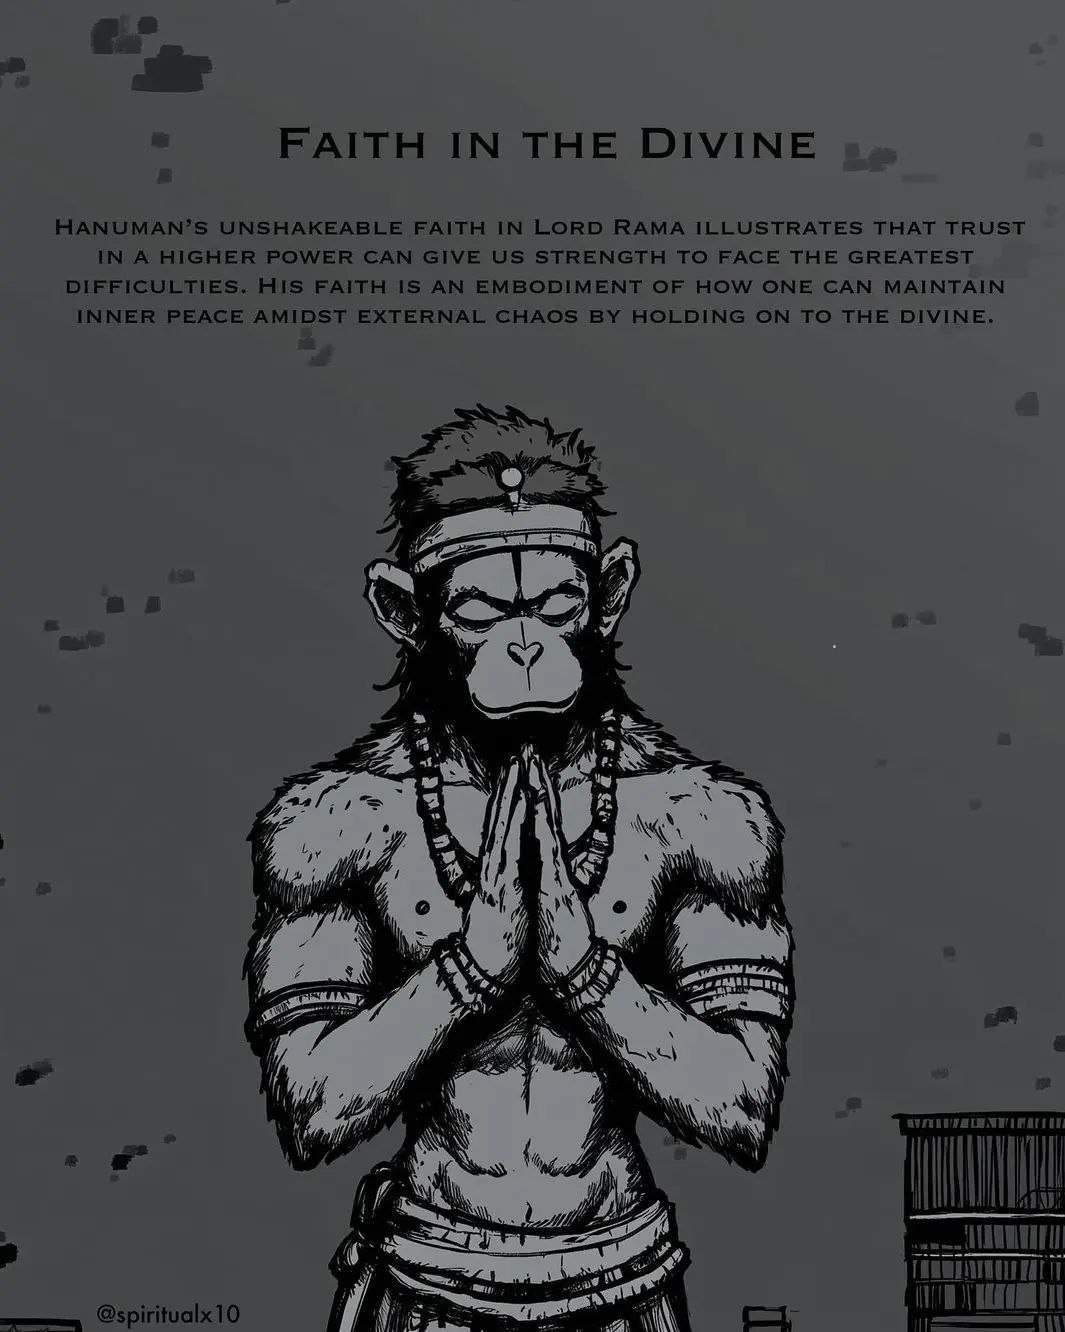 Faith in the Divine
Hanuman's unshakeable faith in Lord Rama illustrates that trust
in a higher power can give us strength to face the greatest
difficulties. His faith is an embodiment of how one can maintain
inner peace amidst external chaos by holding on to the divine.
@spiritualx10